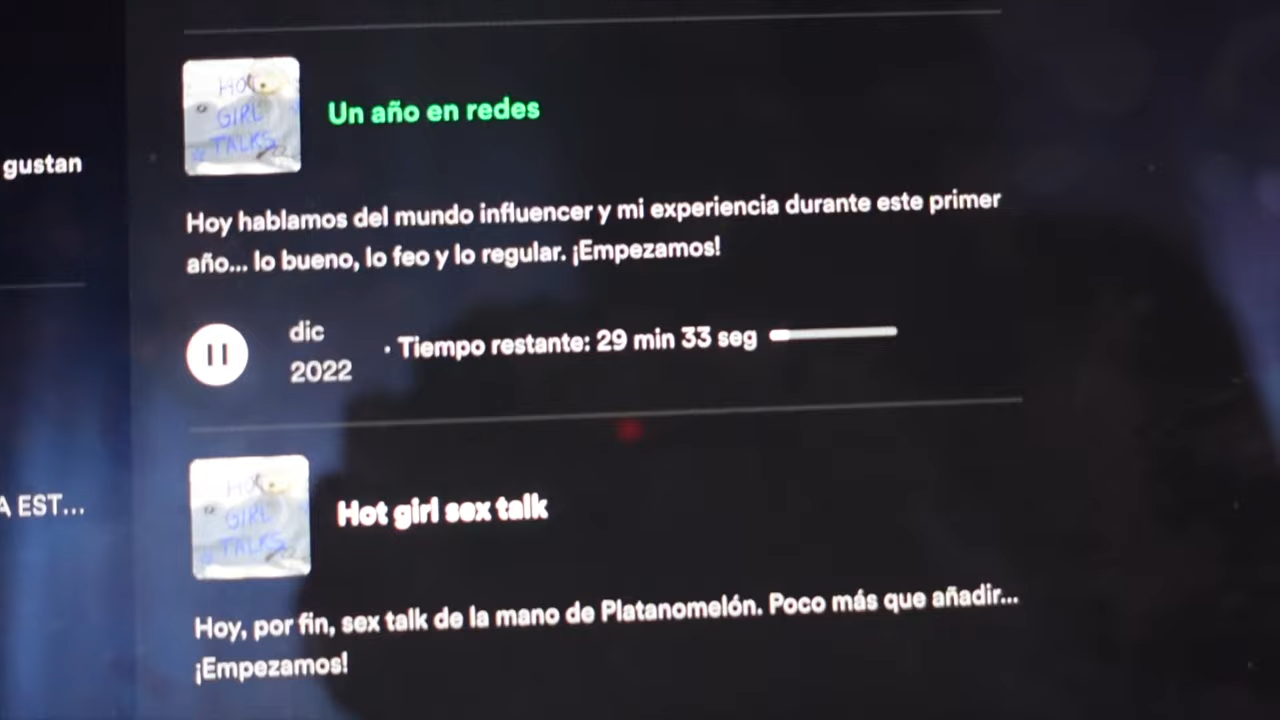 gustan
A EST...
HOT
GIRL
TALKS
Un año en redes
Hoy hablamos del mundo influencer y mi experiencia durante este primer
año... lo bueno, lo feo y lo regular. ¡Empezamos!
dic
2022
· Tiempo restante: 29 min 33 seg
HOT
GIRL
TALKS
Hot girl sex talk
Hoy, por fin, sex talk de la mano de Platanomelón. Poco más que añadir...
¡Empezamos!